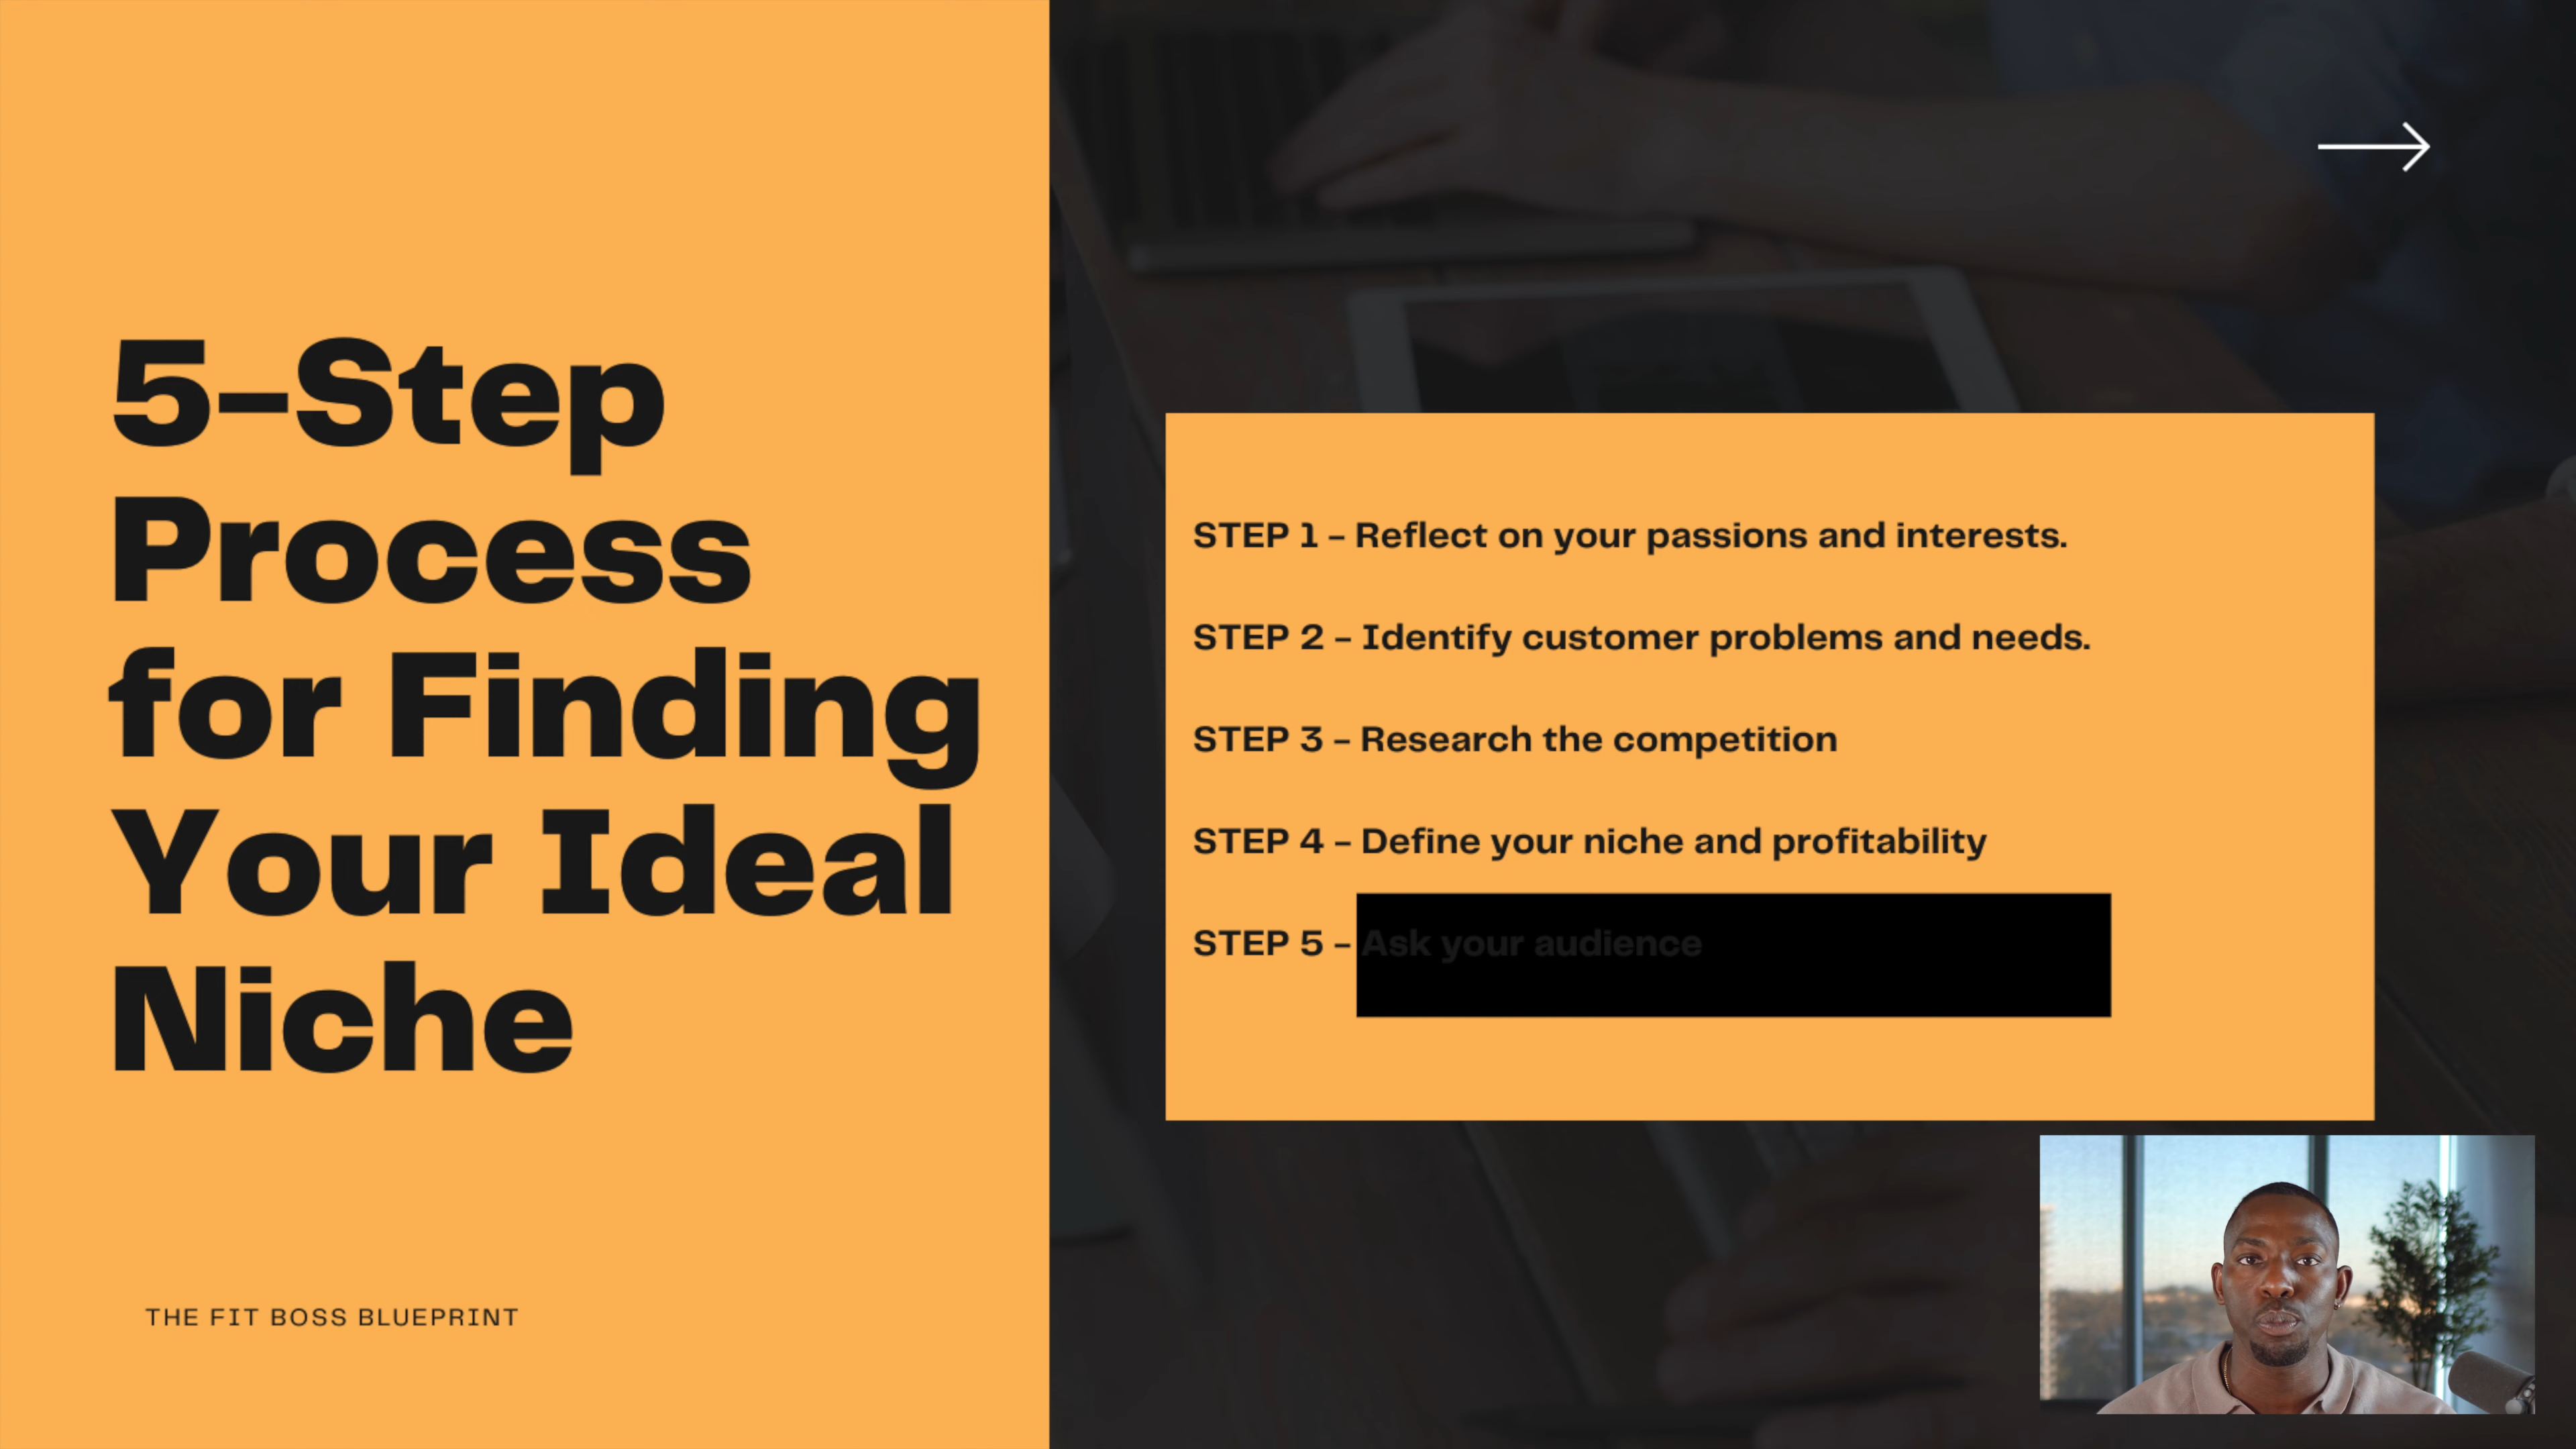 5-Step
Process
for Finding
Your Ideal
Niche
THE FIT BOSS BLUEPRINT
STEP 1 - Reflect on your passions and interests.
STEP 2 - Identify customer problems and needs.
STEP 3 - Research the competition
STEP 4 - Define your niche and profitability
STEP 5 - Ask your audience